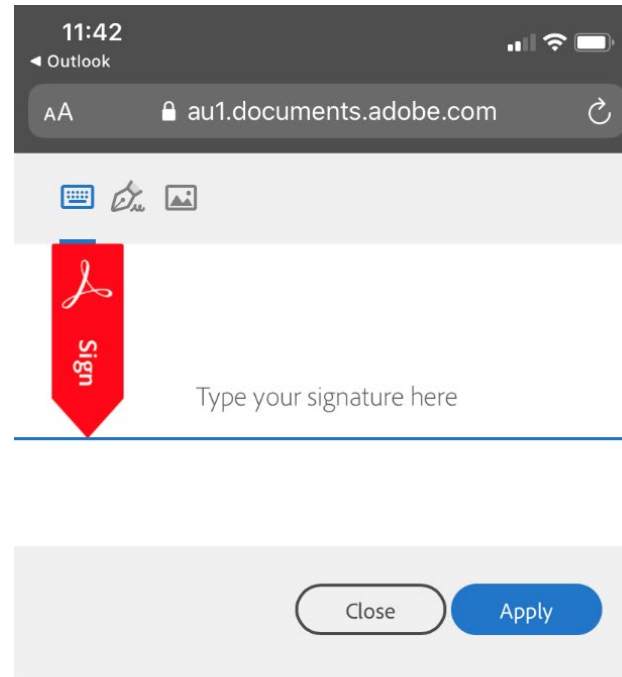 11:42
◀ Outlook
AA
au1.documents.adobe.com
Sign
Type your signature here
Close
Apply